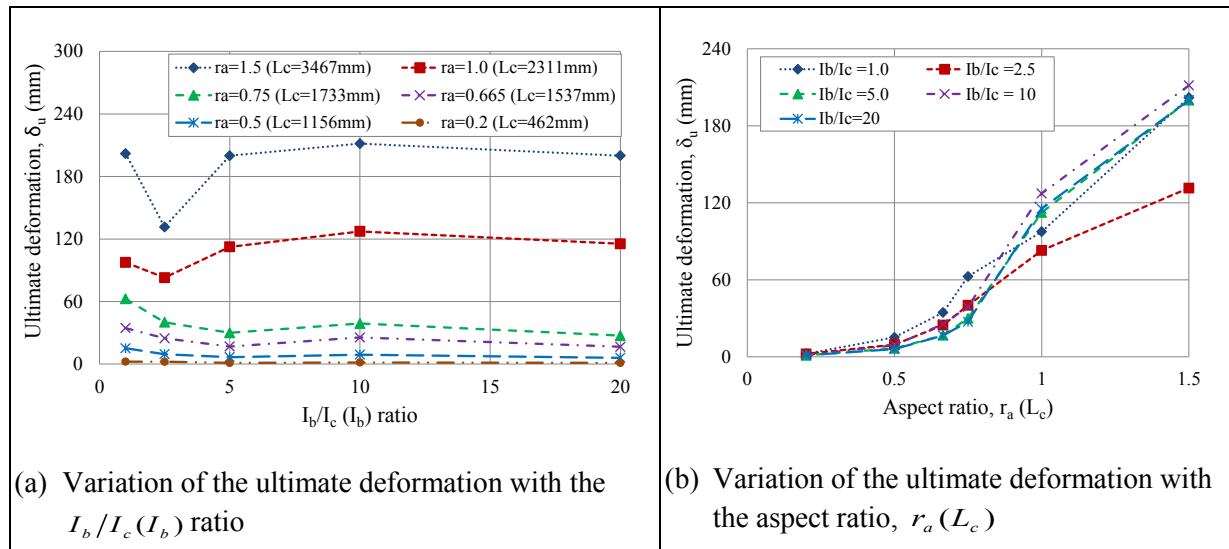 300
240
180
120
60
0
0
5
10
15
20
Ultimate deformation, δu (mm)
ra=1.5 (Lc=3467mm)
ra=1.0 (Lc=2311mm)
ra=0.75 (Lc=1733mm)
ra=0.665 (Lc=1537mm)
ra=0.5 (Lc=1156mm)
ra=0.2 (Lc=462mm)
Ib/Ic (Ib) ratio
(a) Variation of the ultimate deformation with the
Ib/Ic(Ib) ratio
240
180
120
60
0
0
0.5
1
1.5
Ultimate deformation, δu (mm)
Ib/Ic =1.0
Ib/Ic =2.5
Ib/Ic =5.0
Ib/Ic = 10
Ib/Ic=20
Aspect ratio, ra (Lc)
(b) Variation of the ultimate deformation with
the aspect ratio, ra(Lc)